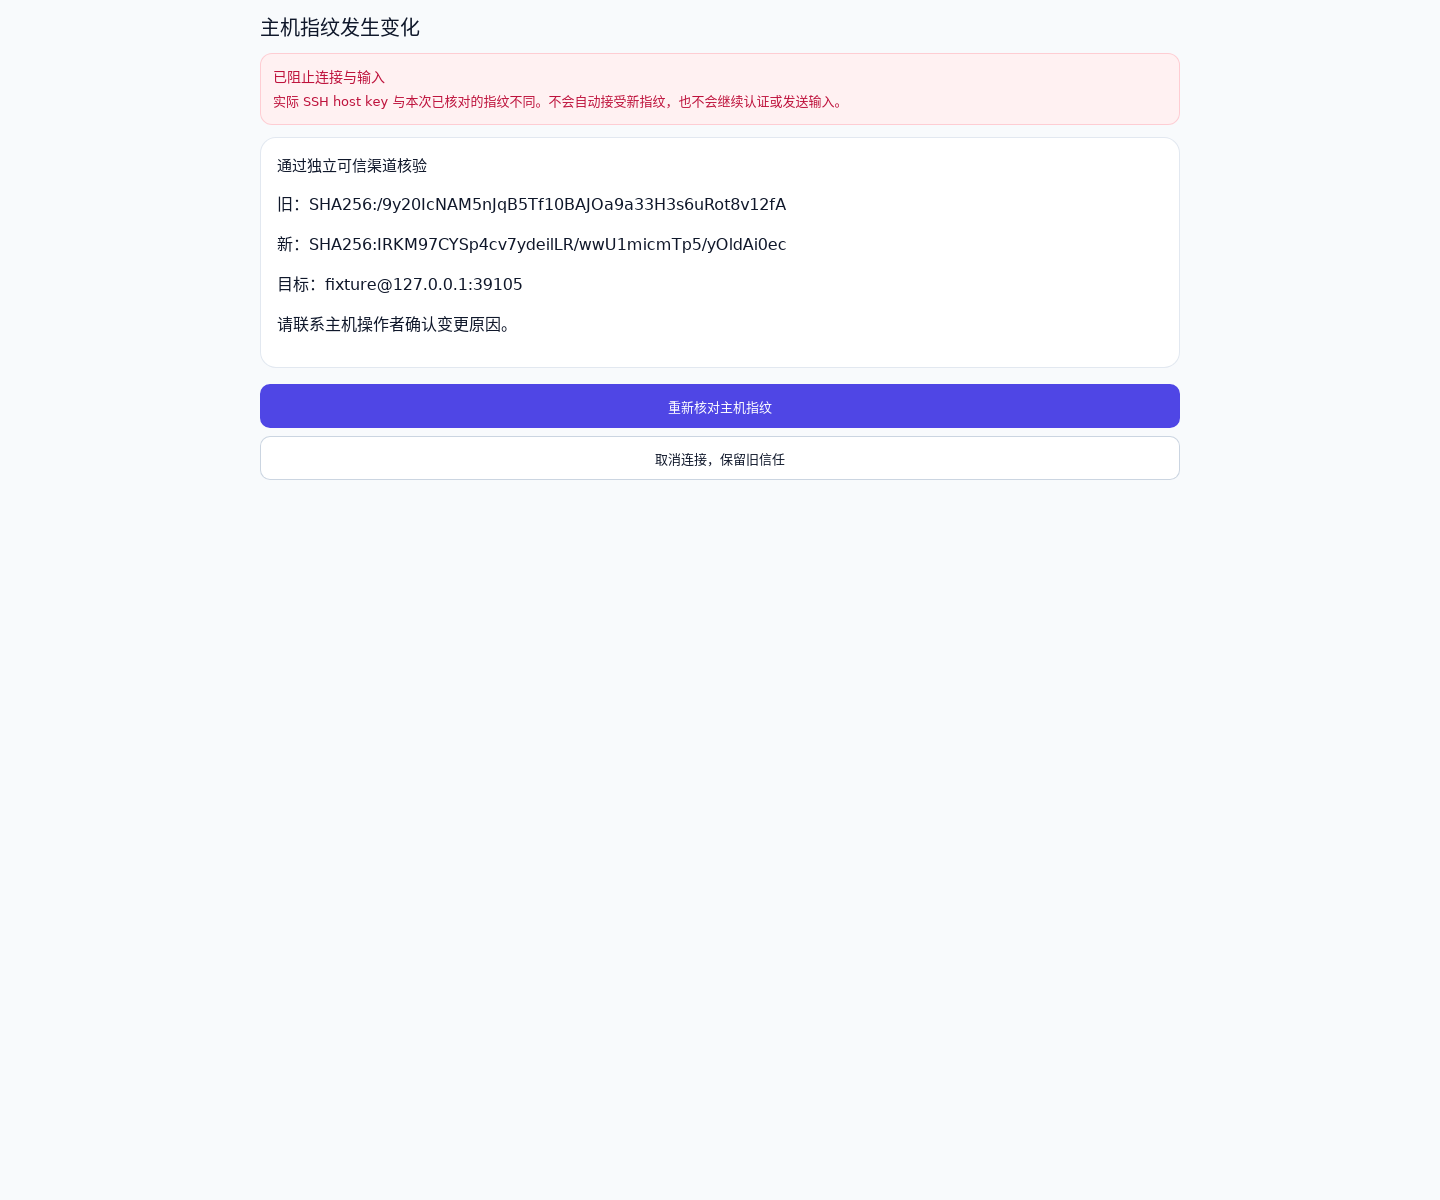 主机指纹发生变化
已阻止连接与输入
实际 SSH host key 与本次已核对的指纹不同。不会自动接受新指纹，也不会继续认证或发送输入。
通过独立可信渠道核验
旧：SHA256:/9y20IcNAM5nJqB5Tf10BAJOa9a33H3s6uRot8v12fA
新：SHA256:IRKM97CYSp4cv7ydeilLR/wwU1micmTp5/yOldAi0ec
目标：fixture@127.0.0.1:39105
请联系主机操作者确认变更原因。
重新核对主机指纹
取消连接，保留旧信任